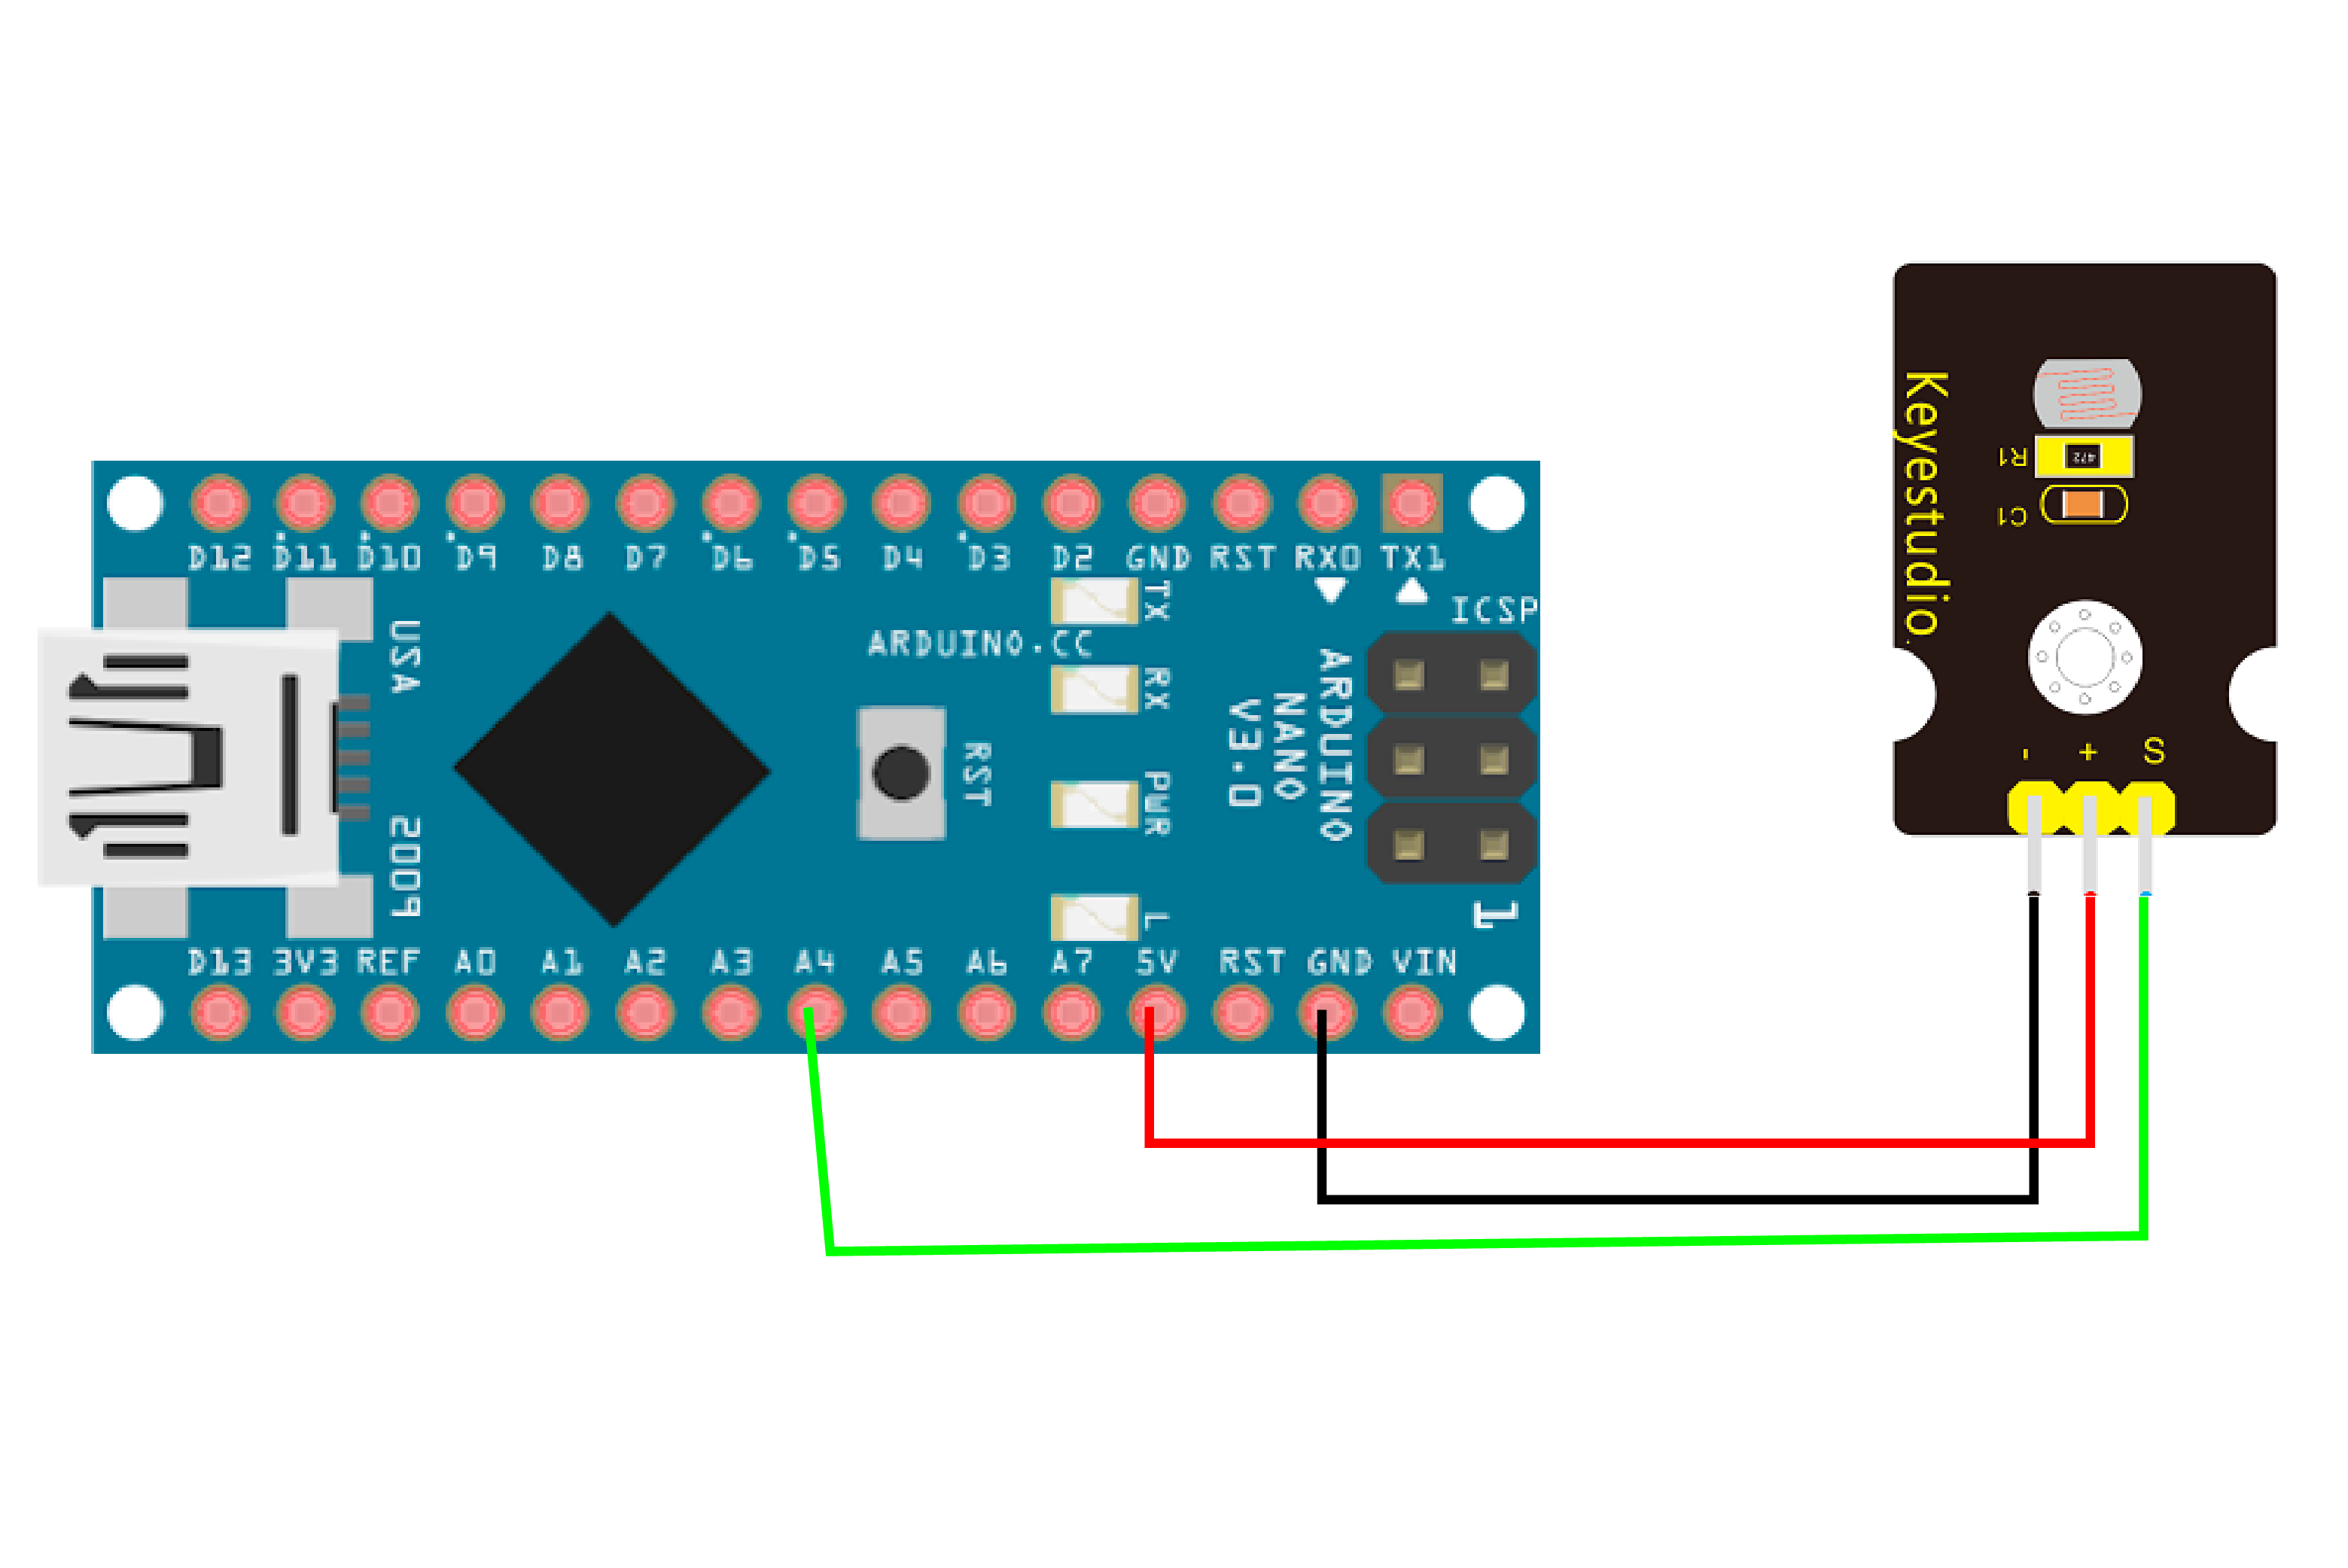 D12 D11 D10 D9 D8 D7 D6 D5 D4 D3 D2 GND RST RX0 TX1
ICSP
TX
RX
PWR
L
USA
2009
ARDUINO.CC
RST
ARDUINO
NANO
V3.0
1
D13 3V3 REF A0 A1 A2 A3 A4 A5 A6 A7 5V RST GND VIN
Keyestudio
R1
472
C1
- + S